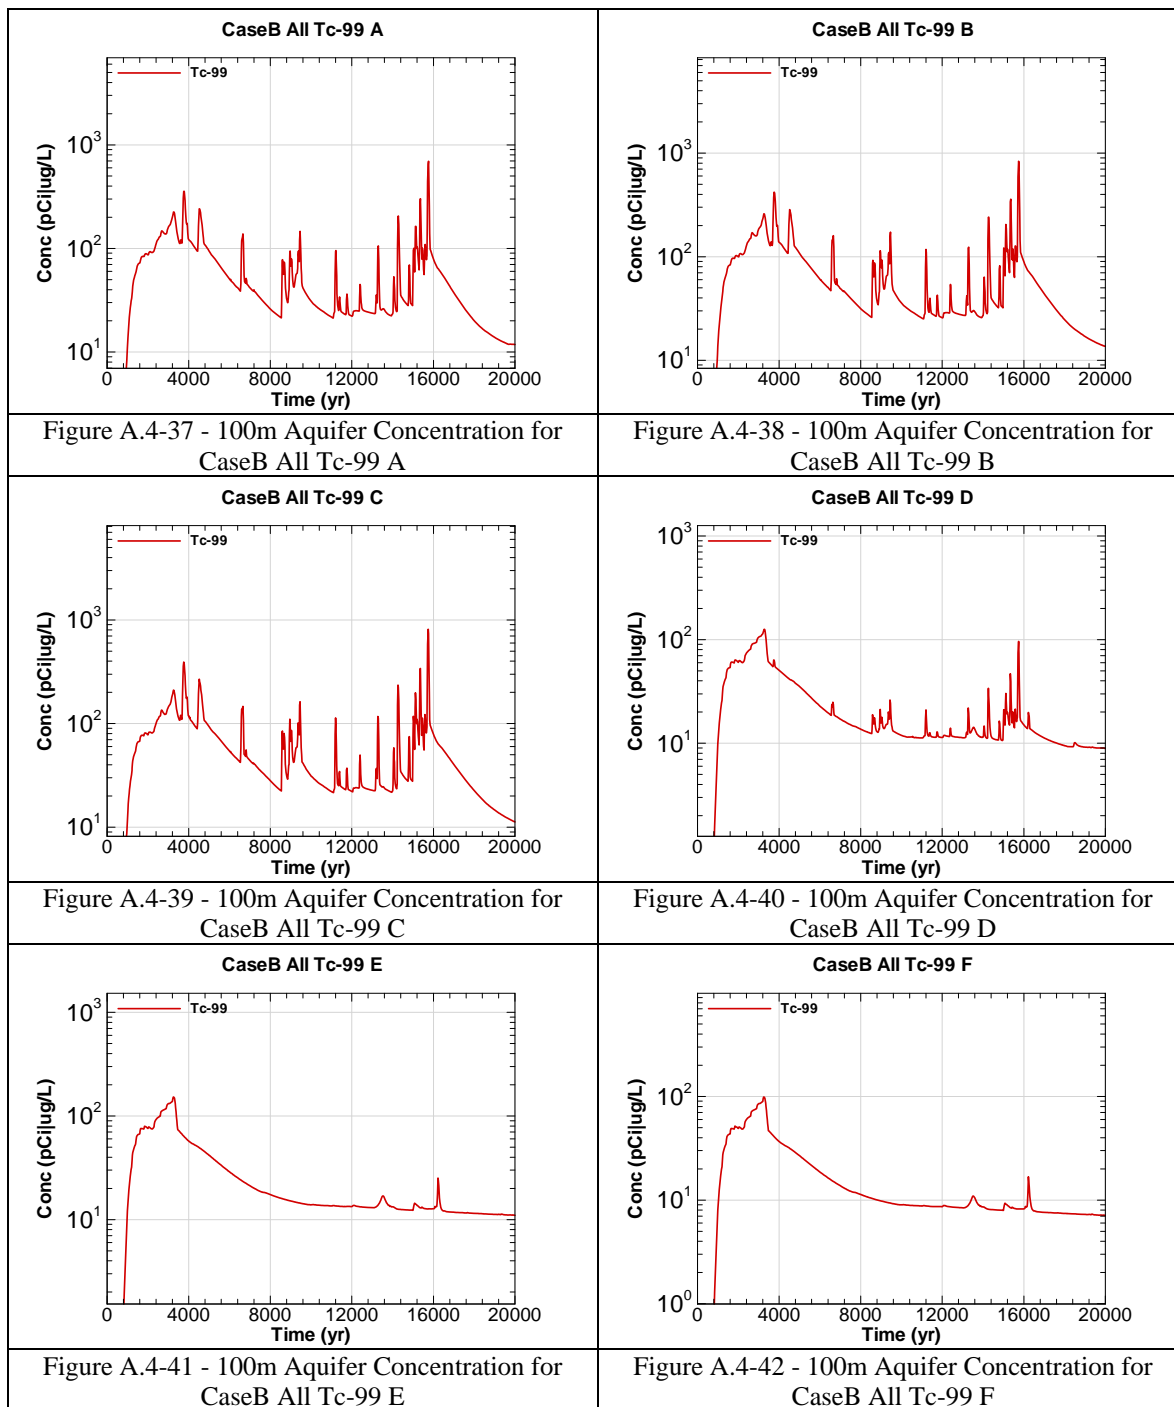 CaseB All Tc-99 A
Tc-99
10^3
10^2
10^1
Conc (pCi|ug/L)
0 4000 8000 12000 16000 20000
Time (yr)
Figure A.4-37 - 100m Aquifer Concentration for
CaseB All Tc-99 A
CaseB All Tc-99 B
Tc-99
10^3
10^2
10^1
Conc (pCi|ug/L)
0 4000 8000 12000 16000 20000
Time (yr)
Figure A.4-38 - 100m Aquifer Concentration for
CaseB All Tc-99 B
CaseB All Tc-99 C
Tc-99
10^3
10^2
10^1
Conc (pCi|ug/L)
0 4000 8000 12000 16000 20000
Time (yr)
Figure A.4-39 - 100m Aquifer Concentration for
CaseB All Tc-99 C
CaseB All Tc-99 D
Tc-99
10^3
10^2
10^1
Conc (pCi|ug/L)
0 4000 8000 12000 16000 20000
Time (yr)
Figure A.4-40 - 100m Aquifer Concentration for
CaseB All Tc-99 D
CaseB All Tc-99 E
Tc-99
10^3
10^2
10^1
Conc (pCi|ug/L)
0 4000 8000 12000 16000 20000
Time (yr)
Figure A.4-41 - 100m Aquifer Concentration for
CaseB All Tc-99 E
CaseB All Tc-99 F
Tc-99
10^2
10^1
10^0
Conc (pCi|ug/L)
0 4000 8000 12000 16000 20000
Time (yr)
Figure A.4-42 - 100m Aquifer Concentration for
CaseB All Tc-99 F